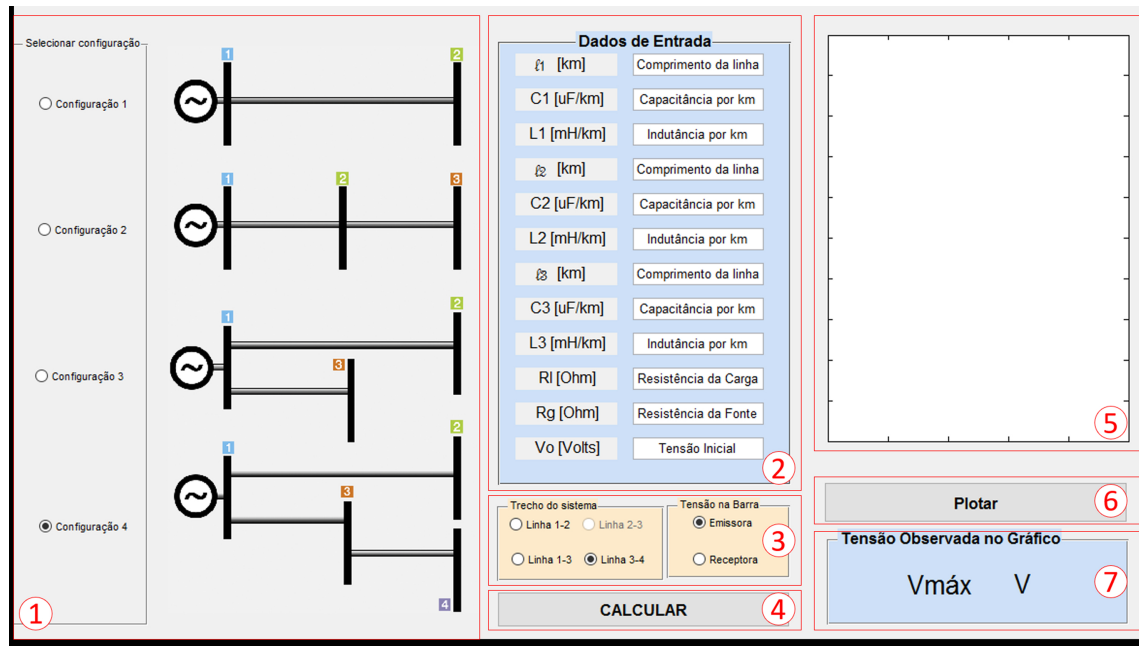 Selecionar configuração
1
2
Configuração 1
1
2
3
Configuração 2
1
2
3
Configuração 3
1
2
3
4
Configuração 4
1
Dados de Entrada
ℓ1 [km] Comprimento da linha
C1 [uF/km] Capacitância por km
L1 [mH/km] Indutância por km
ℓ2 [km] Comprimento da linha
C2 [uF/km] Capacitância por km
L2 [mH/km] Indutância por km
ℓ3 [km] Comprimento da linha
C3 [uF/km] Capacitância por km
L3 [mH/km] Indutância por km
Rl [Ohm] Resistência da Carga
Rg [Ohm] Resistência da Fonte
Vo [Volts] Tensão Inicial
2
Trecho do sistema
Linha 1-2 Linha 2-3
Linha 1-3 Linha 3-4
Tensão na Barra
Emissora
Receptora
3
CALCULAR
4
5
Plotar
6
Tensão Observada no Gráfico
Vmáx V
7